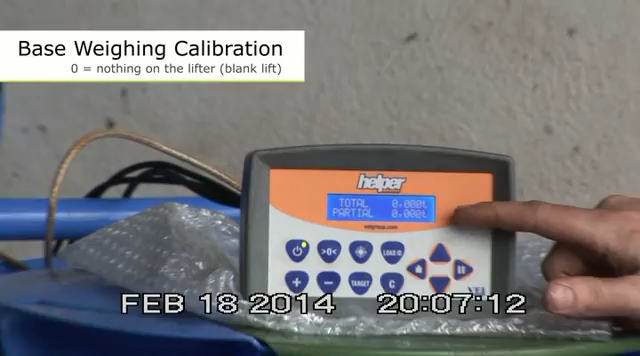 Base Weighing Calibration
0 = nothing on the lifter (blank lift)
helper
TOTAL 0.000t
PARTIAL 0.000t
>0<
LOAD ID
+
−
TARGET
C
FEB 18 2014 20:07:12